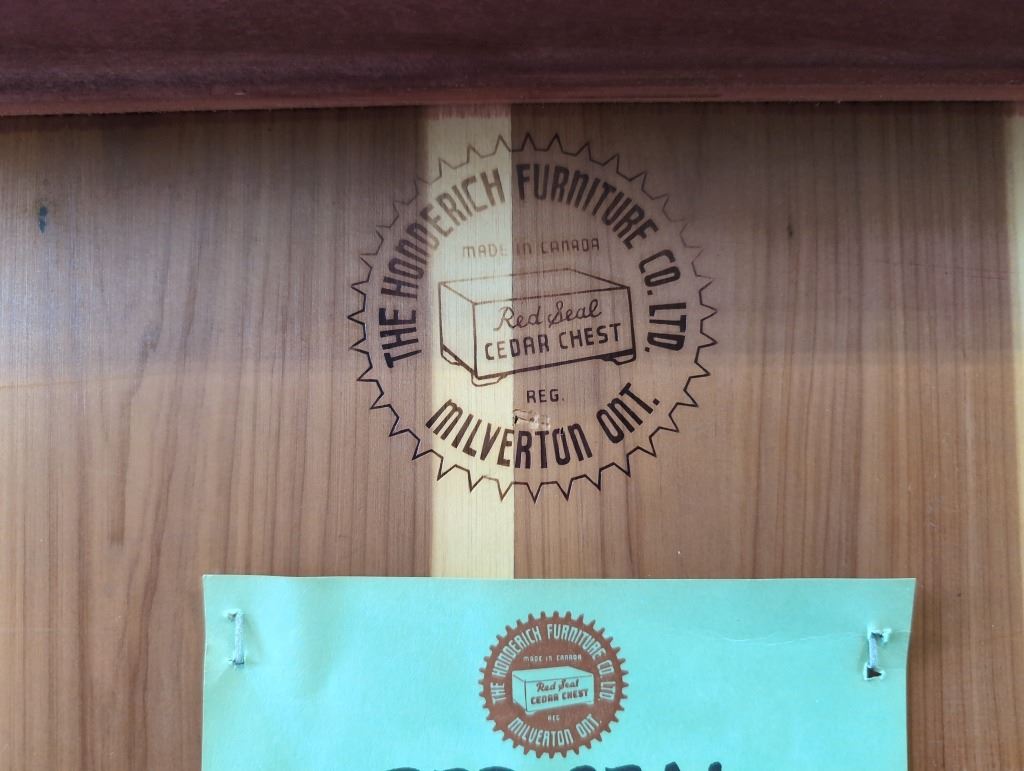 THE HONDERICH FURNITURE CO. LTD.
MADE IN CANADA
Red Seal
CEDAR CHEST
REG.
MILVERTON ONT.
THE HONDERICH FURNITURE CO. LTD.
MADE IN CANADA
Red Seal
CEDAR CHEST
REG
MILVERTON ONT.